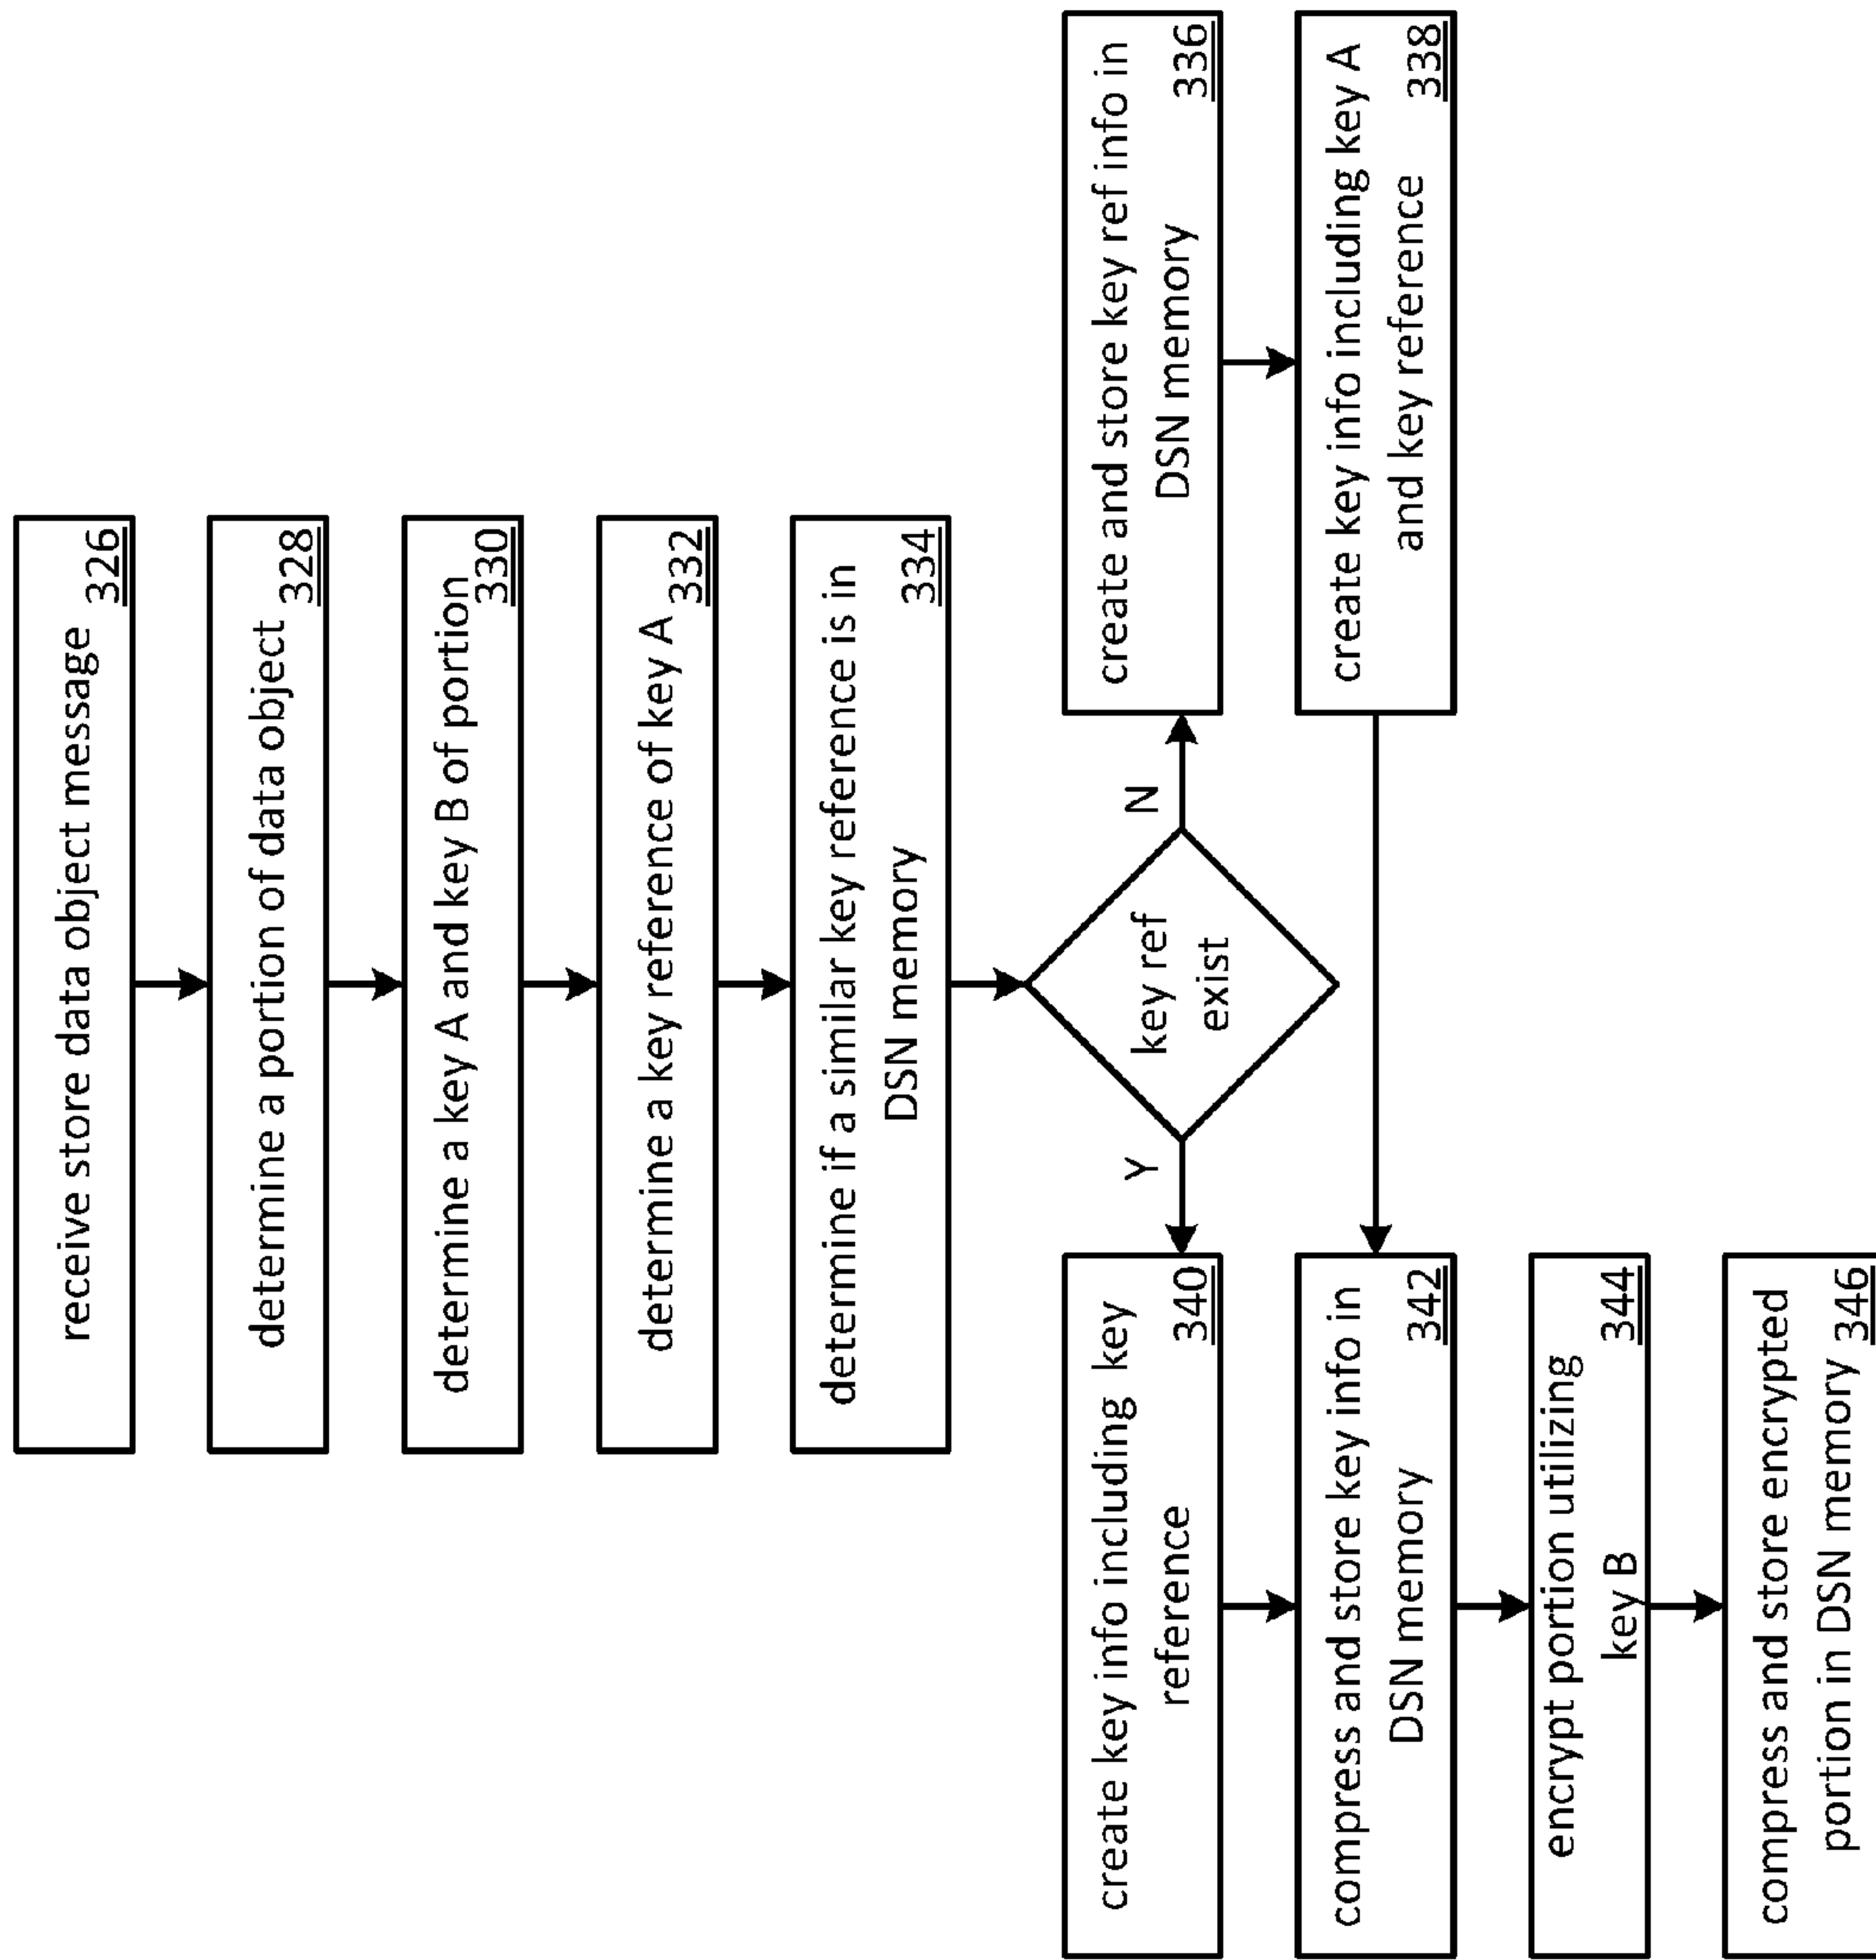 receive store data object message
326
determine a portion of data object
328
determine a key A and key B of portion
330
determine a key reference of key A
332
determine if a similar key reference is in
DSN memory
334
key ref
exist
Y
N
create and store key ref info in
DSN memory
336
create key info including key A
and key reference
338
create key info including key
reference
340
compress and store key info in
DSN memory
342
encrypt portion utilizing
key B
344
compress and store encrypted
portion in DSN memory
346